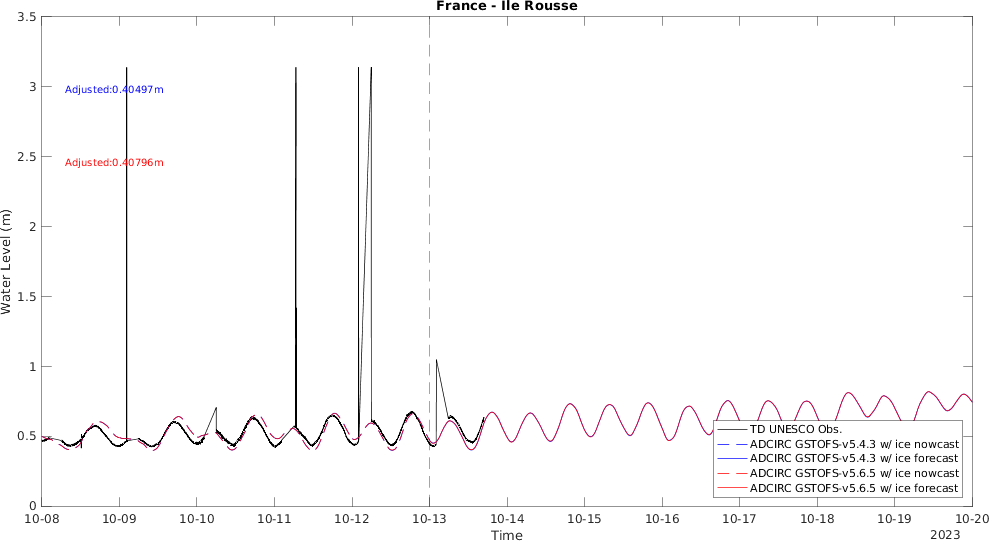 France - Ile Rousse
3.5
3
2.5
2
1.5
1
0.5
0
Water Level (m)
Adjusted:0.40497m
Adjusted:0.40796m
TD UNESCO Obs.
ADCIRC GSTOFS-v5.4.3 w/ ice nowcast
ADCIRC GSTOFS-v5.4.3 w/ ice forecast
ADCIRC GSTOFS-v5.6.5 w/ ice nowcast
ADCIRC GSTOFS-v5.6.5 w/ ice forecast
10-08 10-09 10-10 10-11 10-12 10-13 10-14 10-15 10-16 10-17 10-18 10-19 10-20
Time
2023